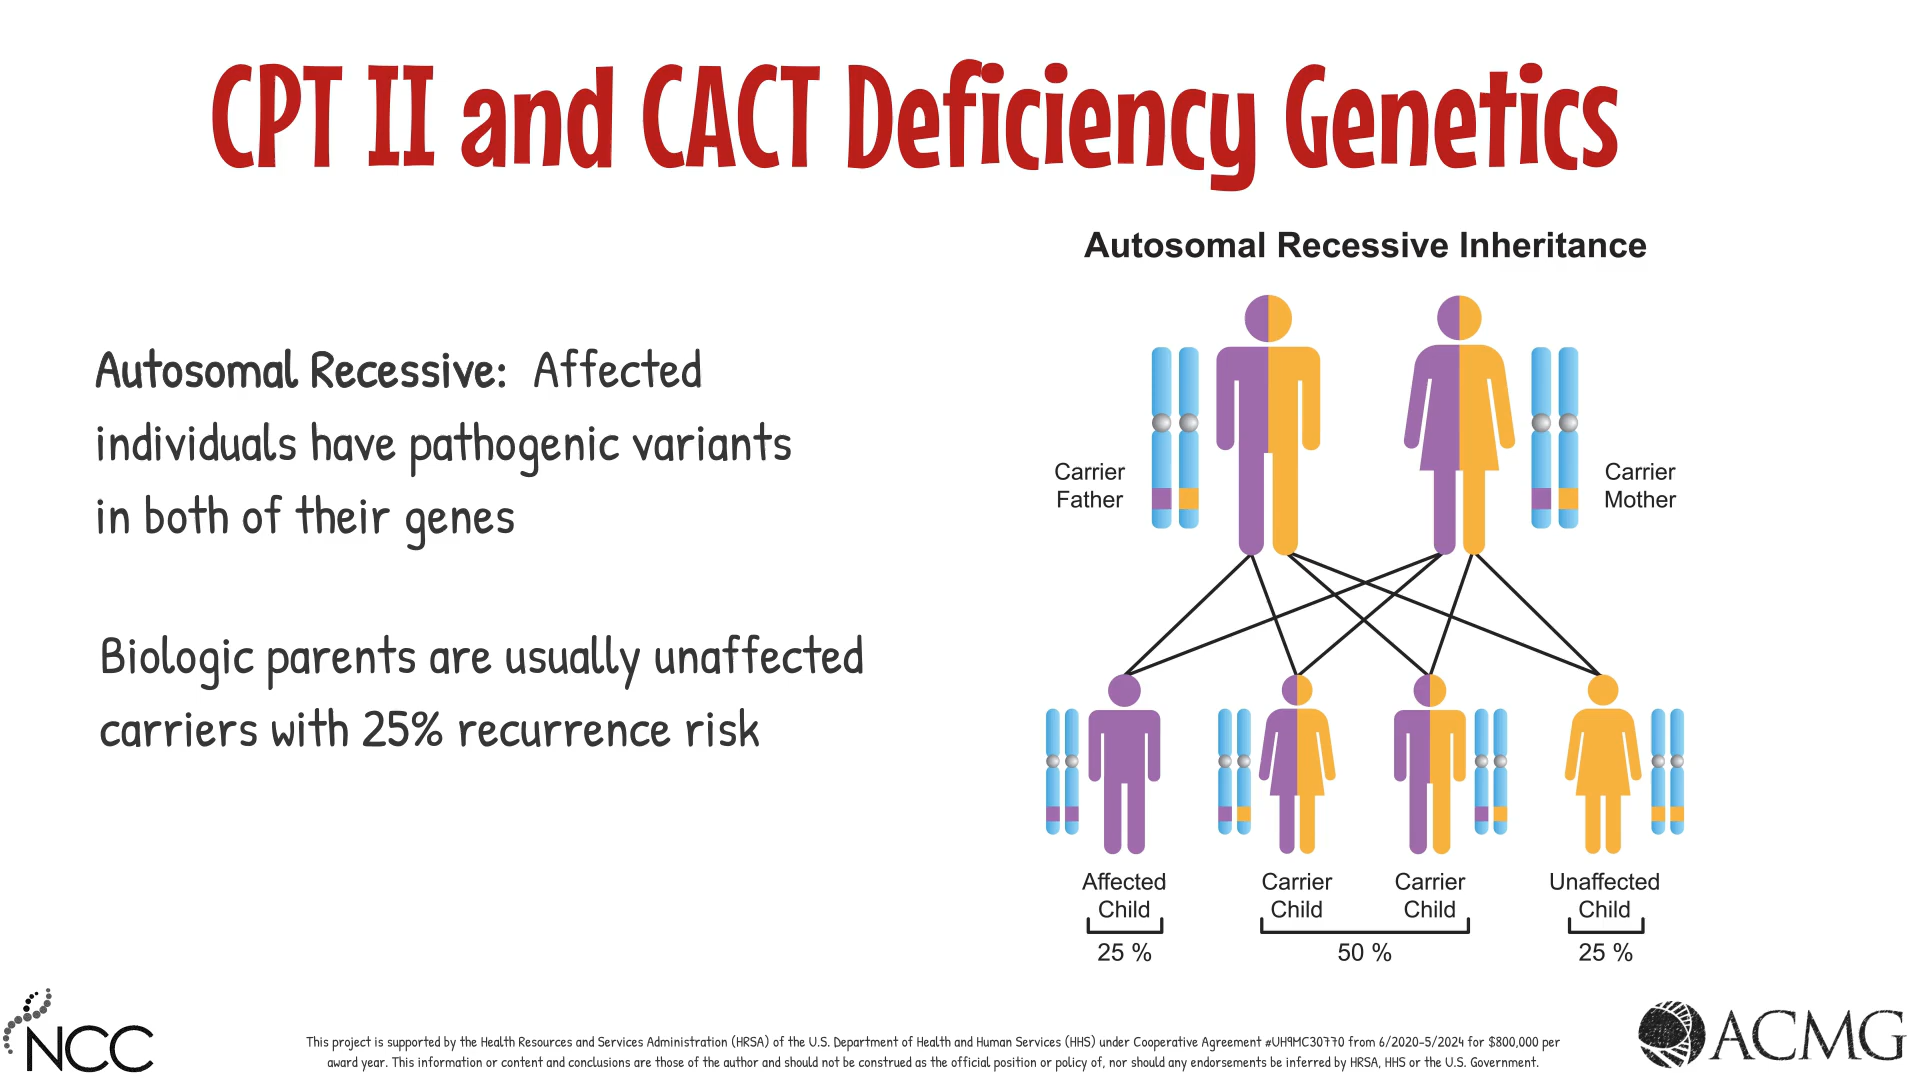 CPT II and CACT Deficiency Genetics
Autosomal Recessive: Affected
individuals have pathogenic variants
in both of their genes
Biologic parents are usually unaffected
carriers with 25% recurrence risk
Autosomal Recessive Inheritance
Carrier
Father
Carrier
Mother
Affected
Child
25 %
Carrier
Child
Carrier
Child
50 %
Unaffected
Child
25 %
NCC
This project is supported by the Health Resources and Services Administration (HRSA) of the U.S. Department of Health and Human Services (HHS) under Cooperative Agreement #UH9MC30770 from 6/2020-5/2024 for $800,000 per
award year. This information or content and conclusions are those of the author and should not be construed as the official position or policy of, nor should any endorsements be inferred by HRSA, HHS or the U.S. Government.
ACMG